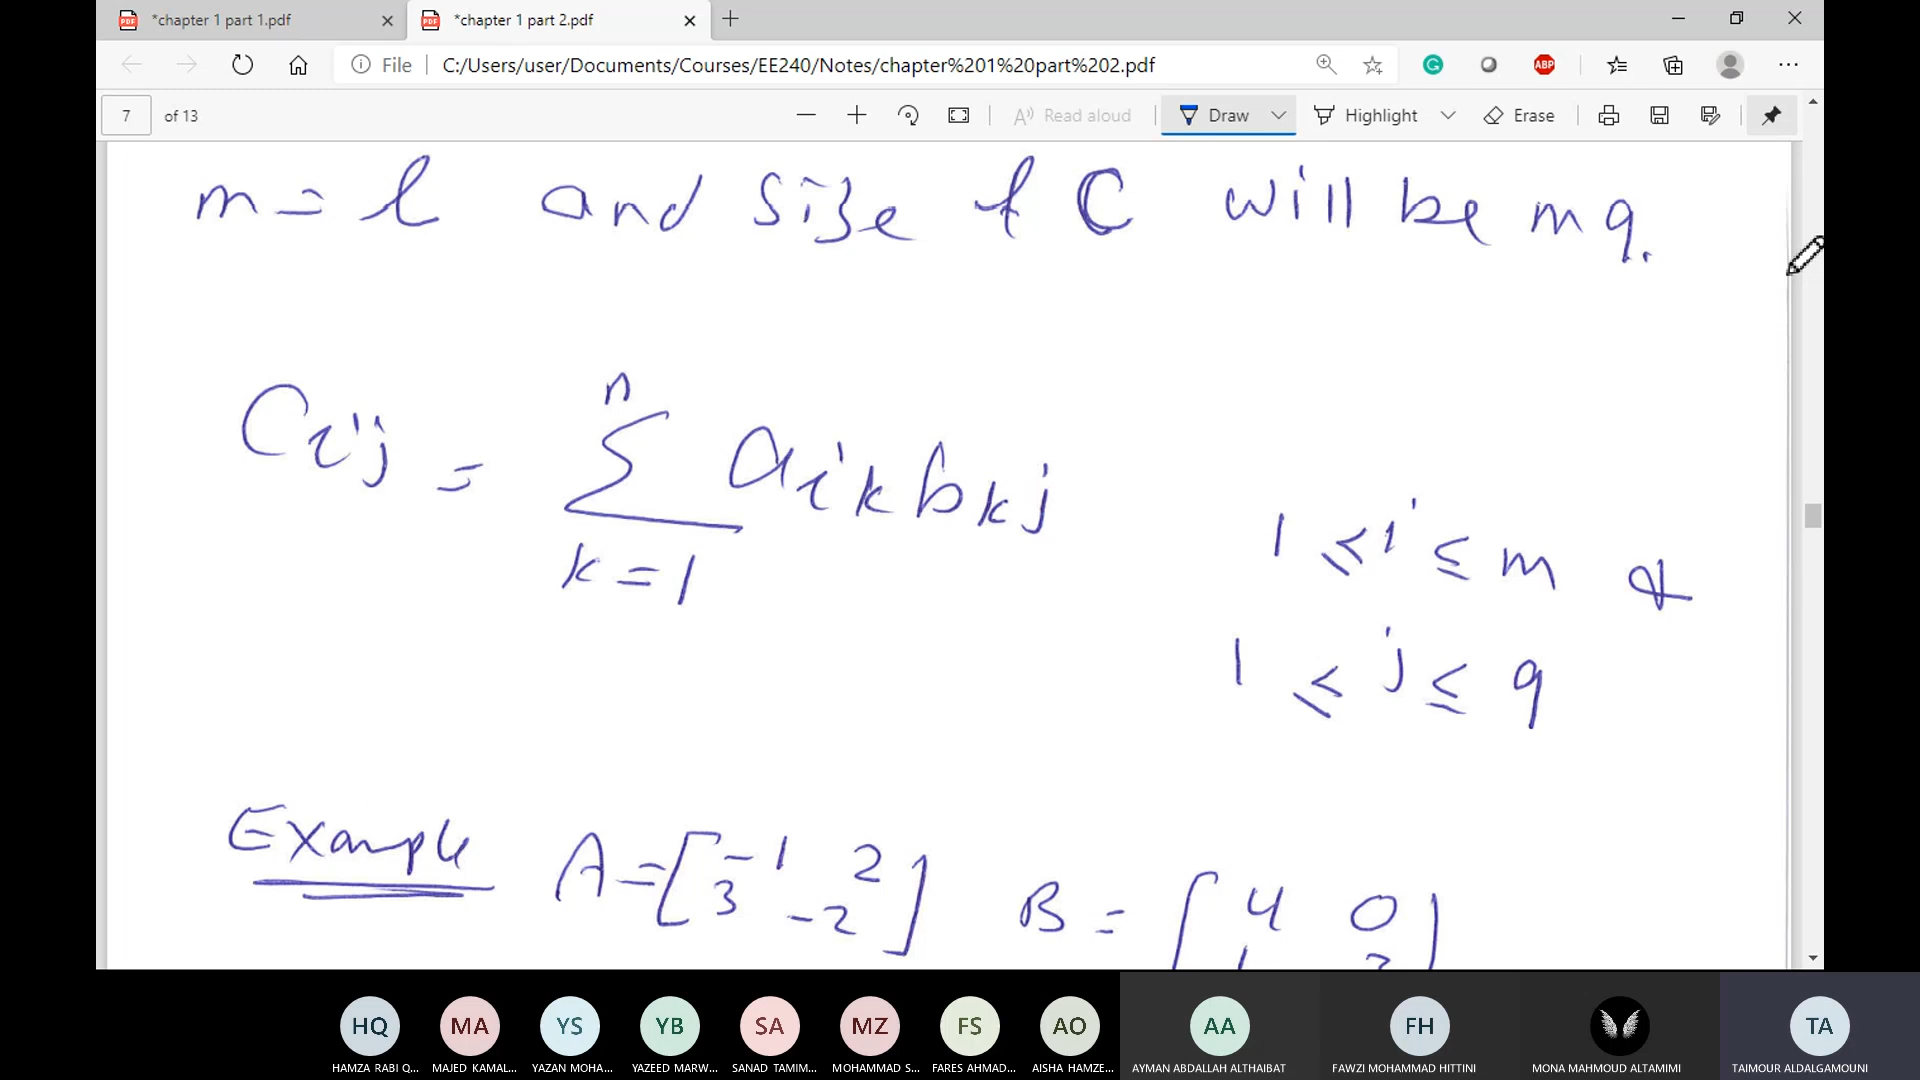 *chapter 1 part 1.pdf
*chapter 1 part 2.pdf
File C:/Users/user/Documents/Courses/EE240/Notes/chapter%201%20part%202.pdf
ABP
7 of 13
Read aloud
Draw
Highlight
Erase
m = l and size of C will be mq.
Cij = n Σ k=1 aik bkj
1 ≤ i ≤ m &
1 ≤ j ≤ q
Example A = [-1 2
3 -2] B = [4 0
HQ MA YS YB SA MZ FS AO AA FH TA
HAMZA RABI Q... MAJED KAMAL... YAZAN MOHA... YAZEED MARW... SANAD TAMIM... MOHAMMAD S... FARES AHMAD... AISHA HAMZE... AYMAN ABDALLAH ALTHAIBAT FAWZI MOHAMMAD HITTINI MONA MAHMOUD ALTAMIMI TAIMOUR ALDALGAMOUNI